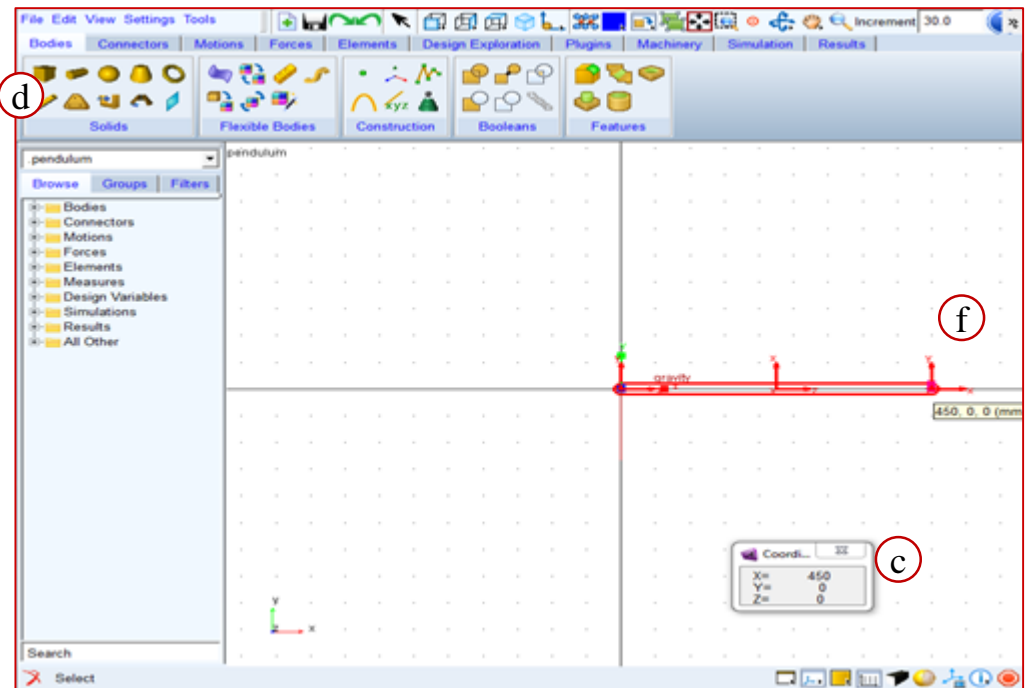 File Edit View Settings Tools
Increment 30.0
Bodies Connectors Motions Forces Elements Design Exploration Plugins Machinery Simulation Results
d
xyz
Solids Flexible Bodies Construction Booleans Features
.pendulum
pendulum
Browse Groups Filters
Bodies
Connectors
Motions
Forces
Elements
Measures
Design Variables
Simulations
Results
All Other
f
gravity
450, 0, 0 (mm
c
Coordi...
X= 450
Y= 0
Z= 0
y
z x
Search
Select